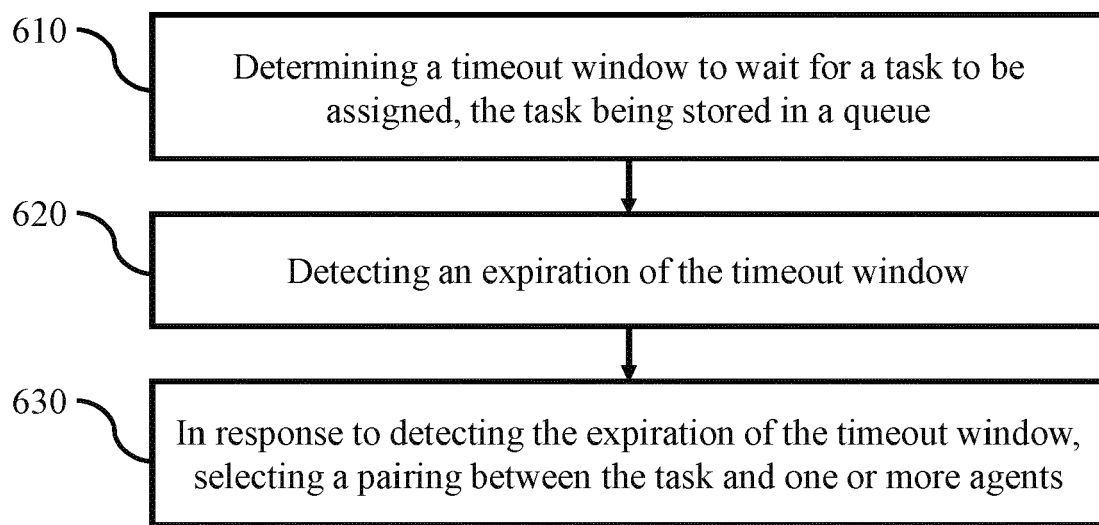 610
Determining a timeout window to wait for a task to be
assigned, the task being stored in a queue
620
Detecting an expiration of the timeout window
630
In response to detecting the expiration of the timeout window,
selecting a pairing between the task and one or more agents